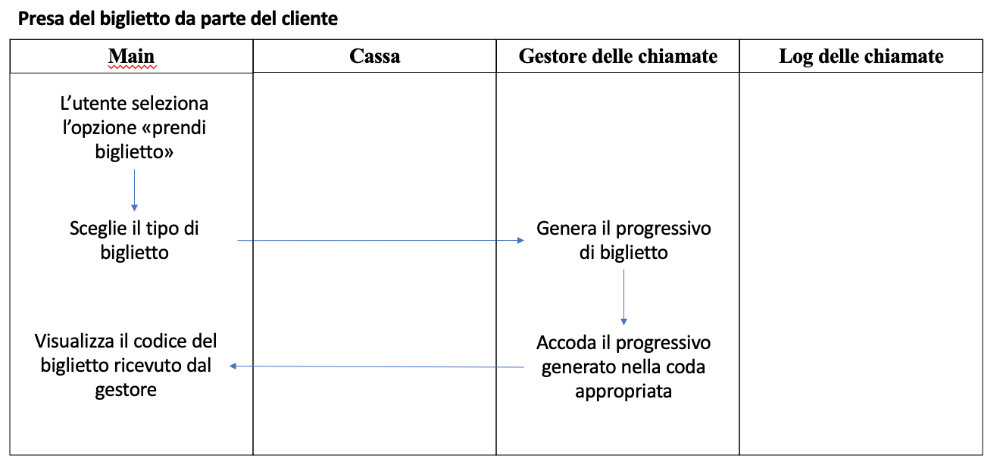 Presa del biglietto da parte del cliente
Main
Cassa
Gestore delle chiamate
Log delle chiamate
L’utente seleziona
l’opzione «prendi
biglietto»
Sceglie il tipo di
biglietto
Genera il progressivo
di biglietto
Accoda il progressivo
generato nella coda
appropriata
Visualizza il codice del
biglietto ricevuto dal
gestore